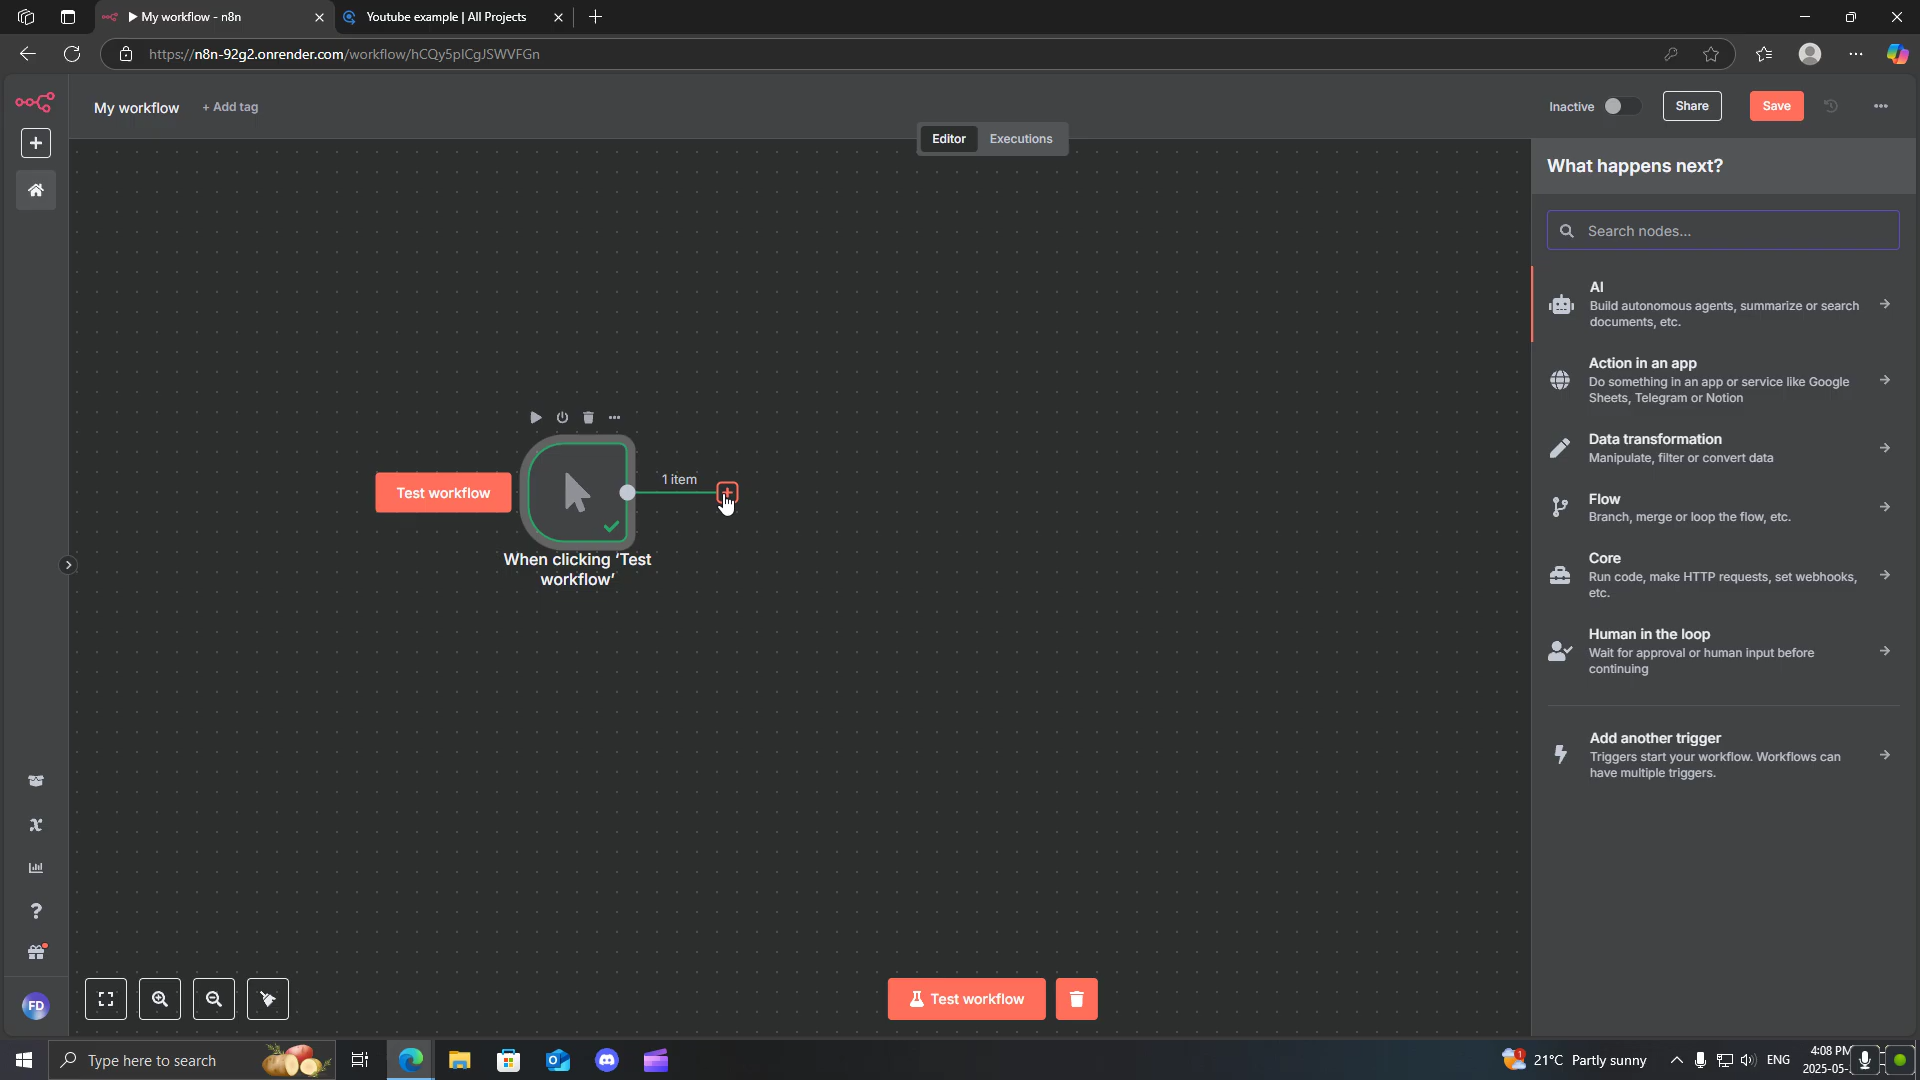 My workflow - n8n
Youtube example | All Projects
https://n8n-92g2.onrender.com/workflow/hCQy5plCgJSWVFGn
My workflow
+ Add tag
Inactive
Share
Save
Editor
Executions
What happens next?
Search nodes...
AI
Build autonomous agents, summarize or search
documents, etc.
Action in an app
Do something in an app or service like Google
Sheets, Telegram or Notion
Data transformation
Manipulate, filter or convert data
Flow
Branch, merge or loop the flow, etc.
Core
Run code, make HTTP requests, set webhooks,
etc.
Human in the loop
Wait for approval or human input before
continuing
Add another trigger
Triggers start your workflow. Workflows can
have multiple triggers.
Test workflow
1 item
When clicking ‘Test
workflow’
FD
Test workflow
Type here to search
1
21°C Partly sunny
ENG
4:08 PM
2025-05-